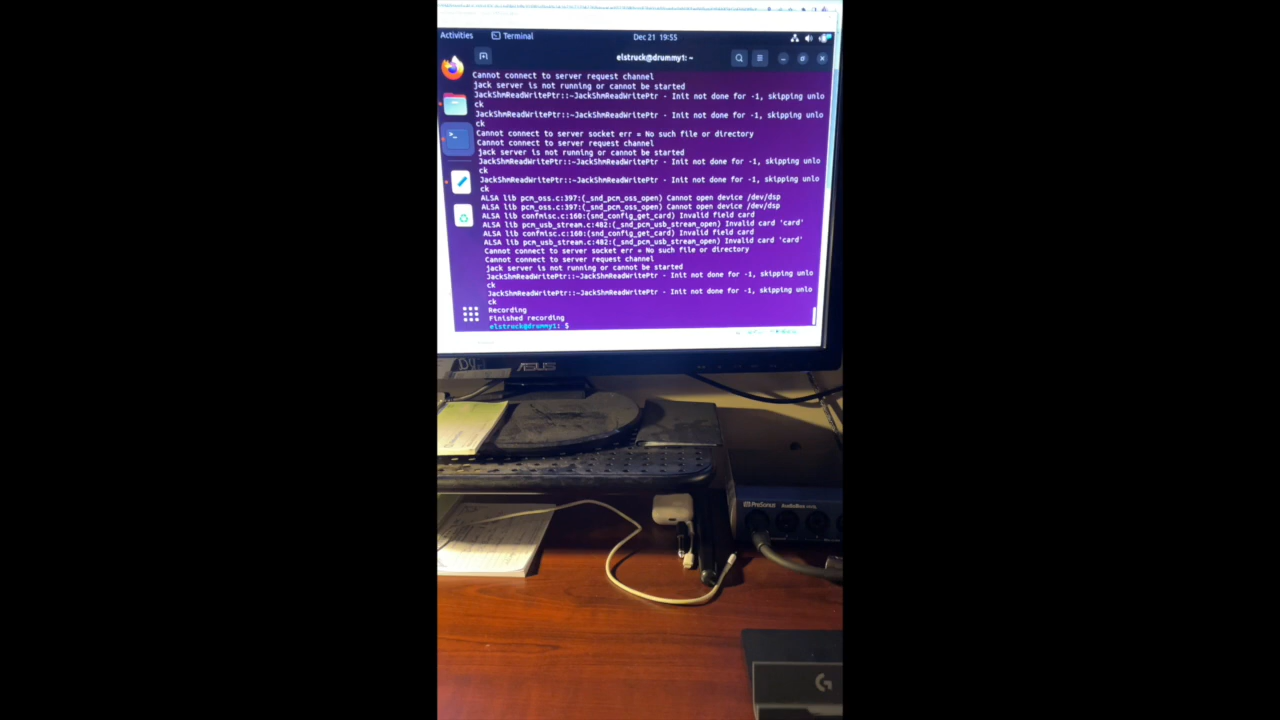 Activities
Terminal
Dec 21 19:55
elstruck@drummy1: ~
Cannot connect to server request channel
jack server is not running or cannot be started
JackShmReadWritePtr::~JackShmReadWritePtr - Init not done for -1, skipping unlo
ck
JackShmReadWritePtr::~JackShmReadWritePtr - Init not done for -1, skipping unlo
ck
Cannot connect to server socket err = No such file or directory
Cannot connect to server request channel
jack server is not running or cannot be started
JackShmReadWritePtr::~JackShmReadWritePtr - Init not done for -1, skipping unlo
ck
JackShmReadWritePtr::~JackShmReadWritePtr - Init not done for -1, skipping unlo
ck
ALSA lib pcm_oss.c:397:(_snd_pcm_oss_open) Cannot open device /dev/dsp
ALSA lib pcm_oss.c:397:(_snd_pcm_oss_open) Cannot open device /dev/dsp
ALSA lib confmisc.c:160:(snd_config_get_card) Invalid field card
ALSA lib pcm_usb_stream.c:482:(_snd_pcm_usb_stream_open) Invalid card 'card'
ALSA lib confmisc.c:160:(snd_config_get_card) Invalid field card
ALSA lib pcm_usb_stream.c:482:(_snd_pcm_usb_stream_open) Invalid card 'card'
Cannot connect to server socket err = No such file or directory
Cannot connect to server request channel
jack server is not running or cannot be started
JackShmReadWritePtr::~JackShmReadWritePtr - Init not done for -1, skipping unlo
ck
JackShmReadWritePtr::~JackShmReadWritePtr - Init not done for -1, skipping unlo
ck
Recording
Finished recording
elstruck@drummy1: $
ASUS
PreSonus AudioBox